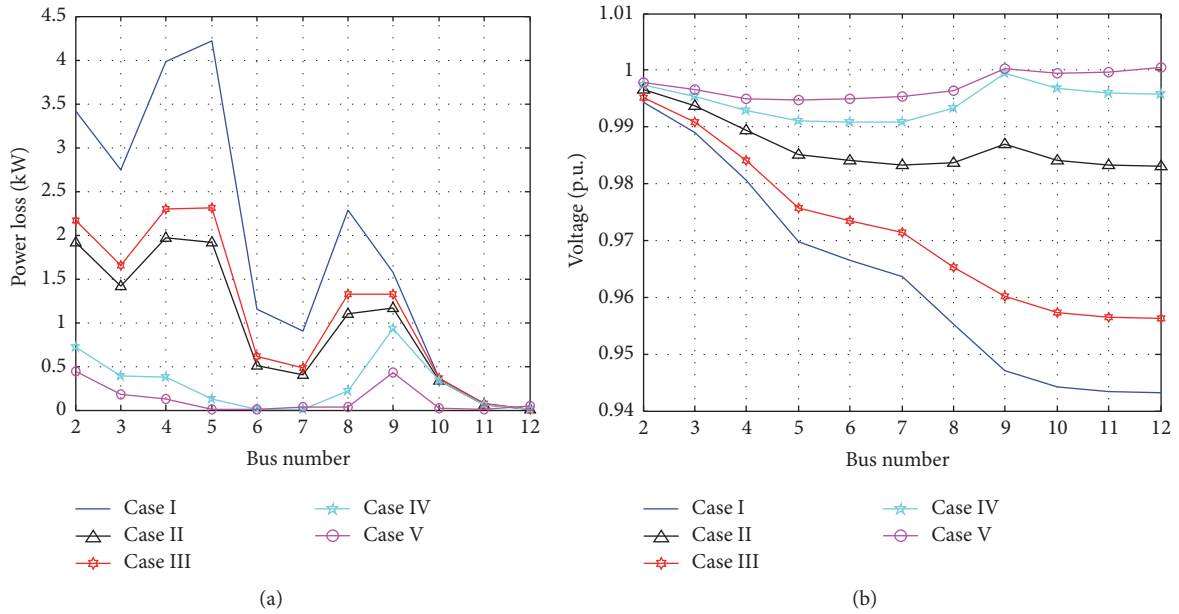 4.5
4
3.5
3
2.5
2
1.5
1
0.5
0
Power loss (kW)
2 3 4 5 6 7 8 9 10 11 12
Bus number
Case I
Case II
Case III
Case IV
Case V
(a)
1.01
1
0.99
0.98
0.97
0.96
0.95
0.94
Voltage (p.u.)
2 3 4 5 6 7 8 9 10 11 12
Bus number
Case I
Case II
Case III
Case IV
Case V
(b)